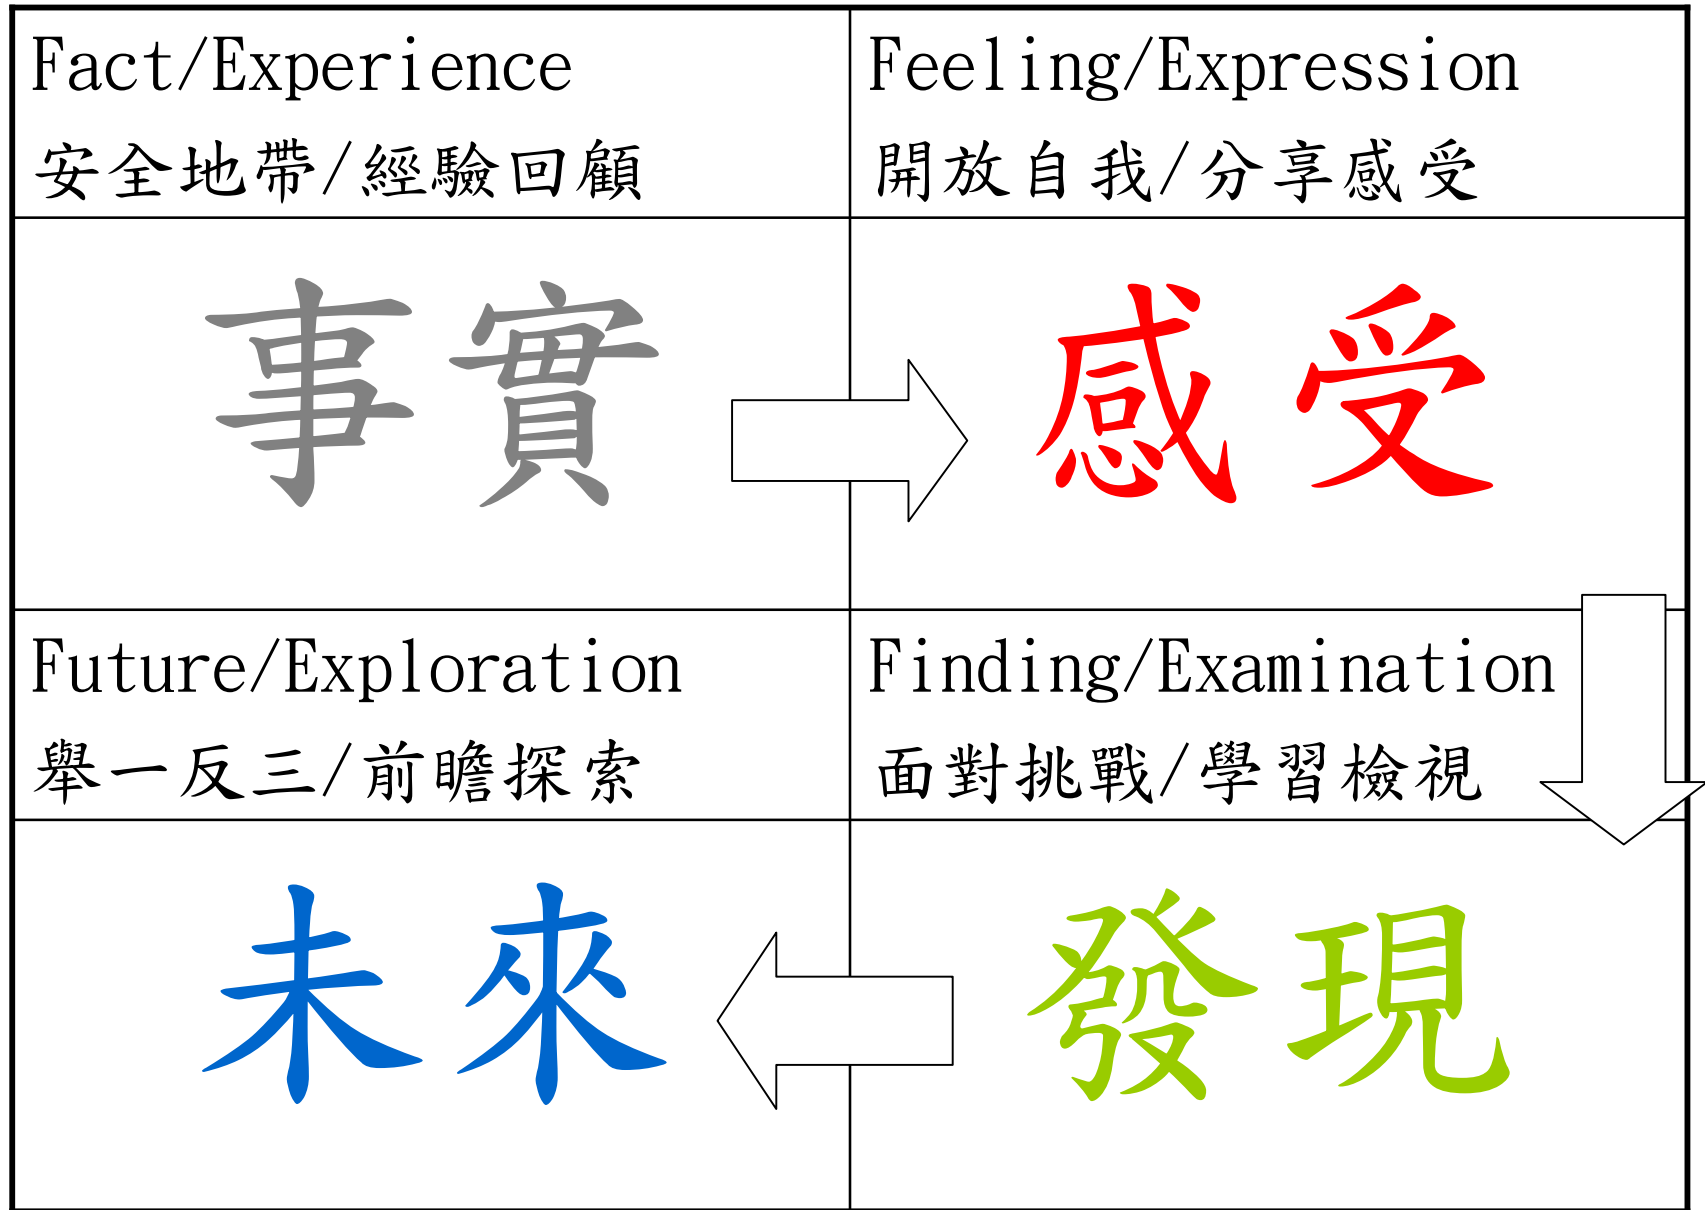 Fact/Experience
安全地帶/經驗回顧
事實
Feeling/Expression
開放自我/分享感受
感受
Future/Exploration
舉一反三/前瞻探索
未來
Finding/Examination
面對挑戰/學習檢視
發現